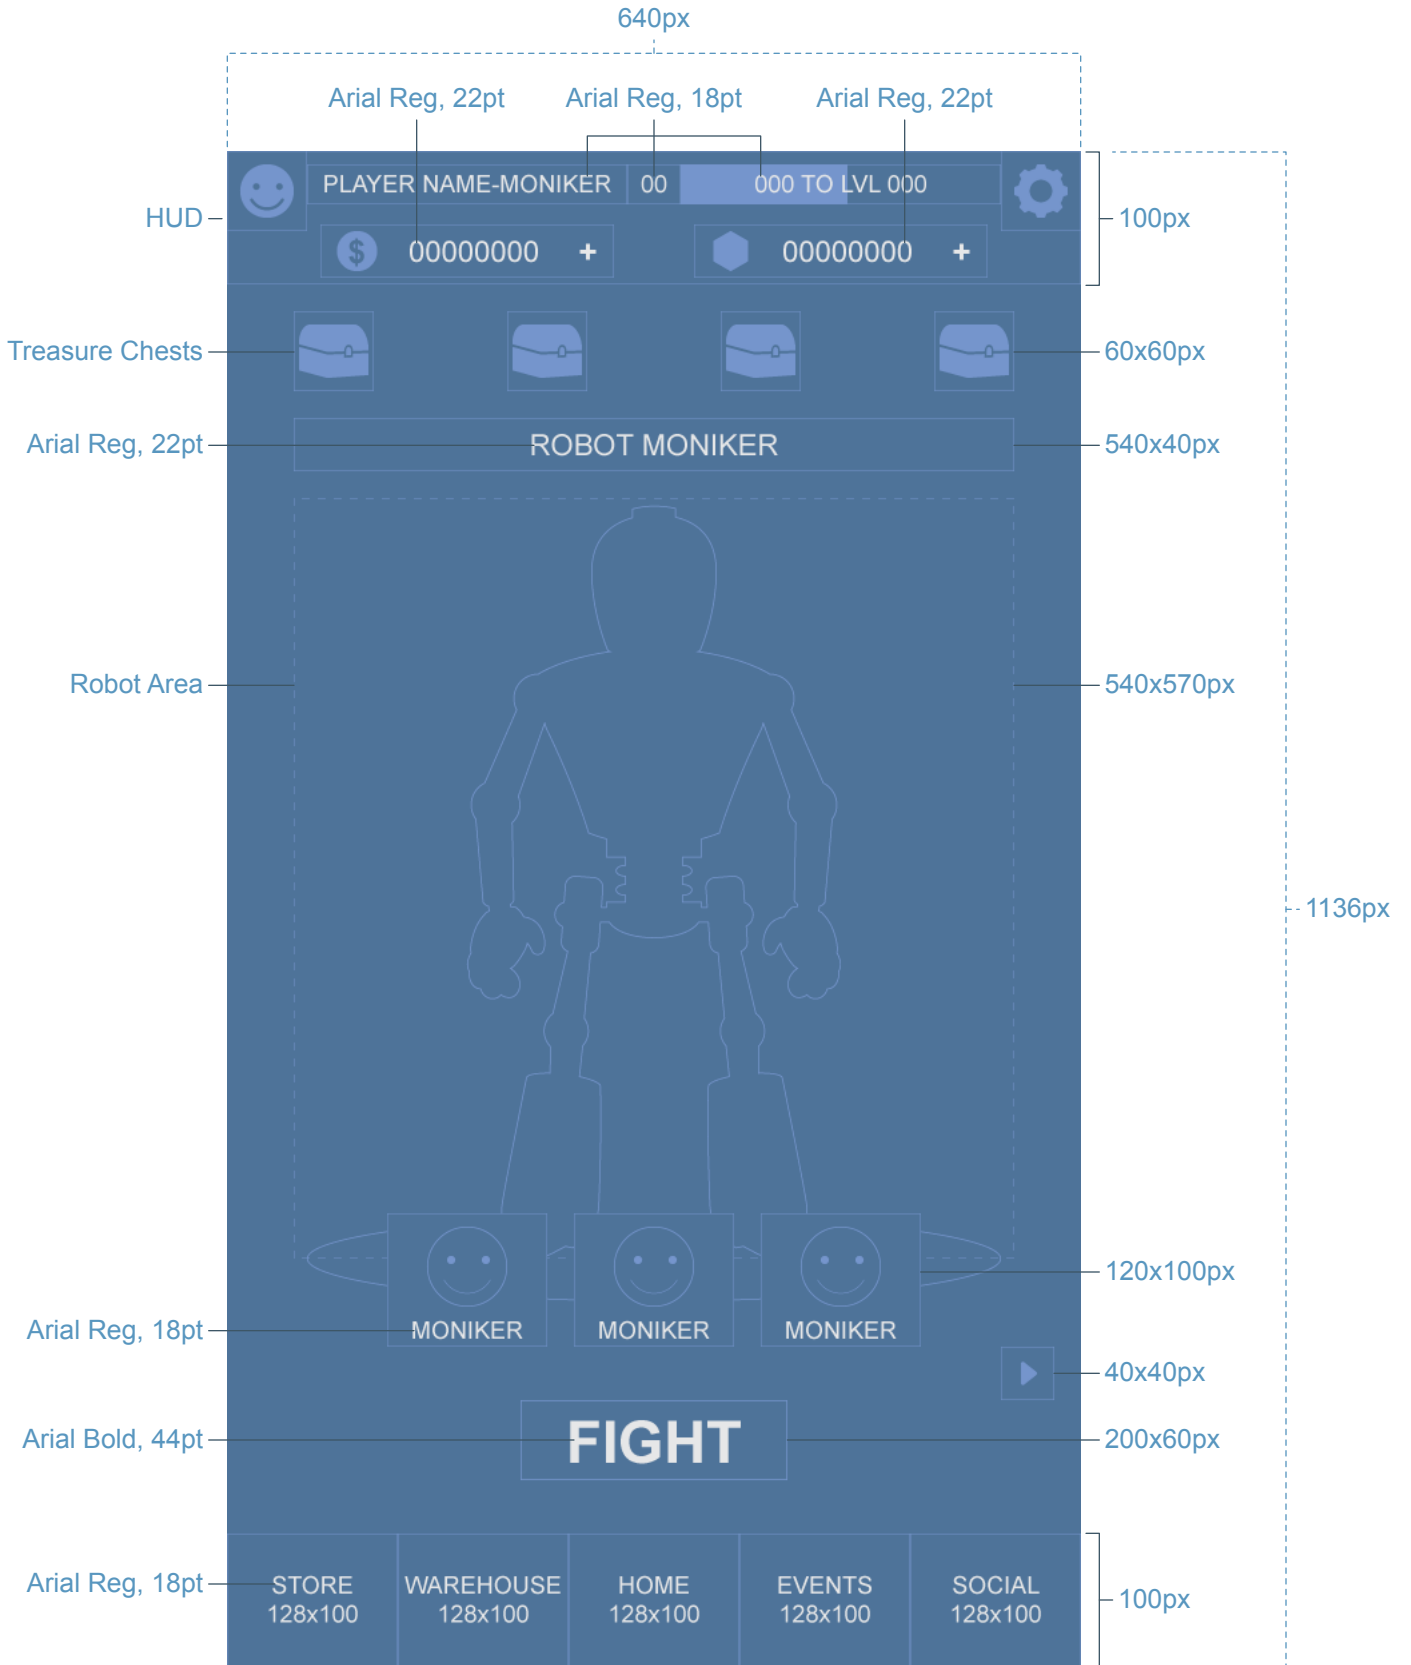 640px
Arial Reg, 22pt
Arial Reg, 18pt
Arial Reg, 22pt
PLAYER NAME-MONIKER
00
000 TO LVL 000
HUD
100px
$
00000000
+
00000000
+
Treasure Chests
60x60px
Arial Reg, 22pt
ROBOT MONIKER
540x40px
Robot Area
540x570px
1136px
120x100px
Arial Reg, 18pt
MONIKER
MONIKER
MONIKER
40x40px
Arial Bold, 44pt
FIGHT
200x60px
Arial Reg, 18pt
STORE
128x100
WAREHOUSE
128x100
HOME
128x100
EVENTS
128x100
SOCIAL
128x100
100px